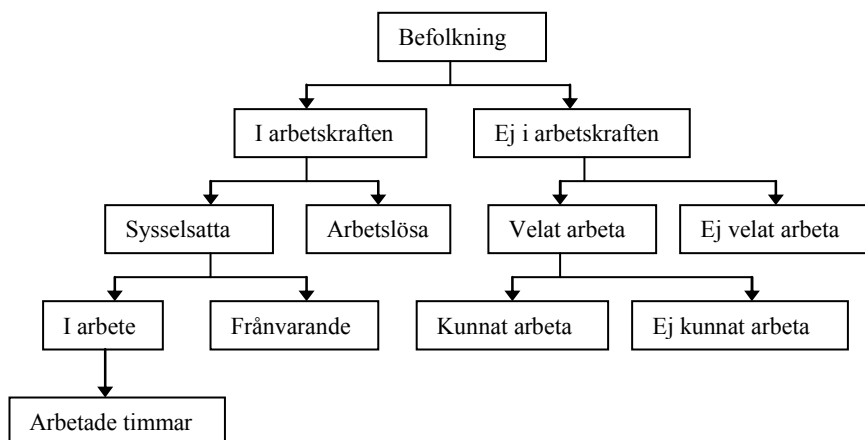 Befolkning
I arbetskraften
Ej i arbetskraften
Sysselsatta
Arbetslösa
Velat arbeta
Ej velat arbeta
I arbete
Frånvarande
Kunnat arbeta
Ej kunnat arbeta
Arbetade timmar